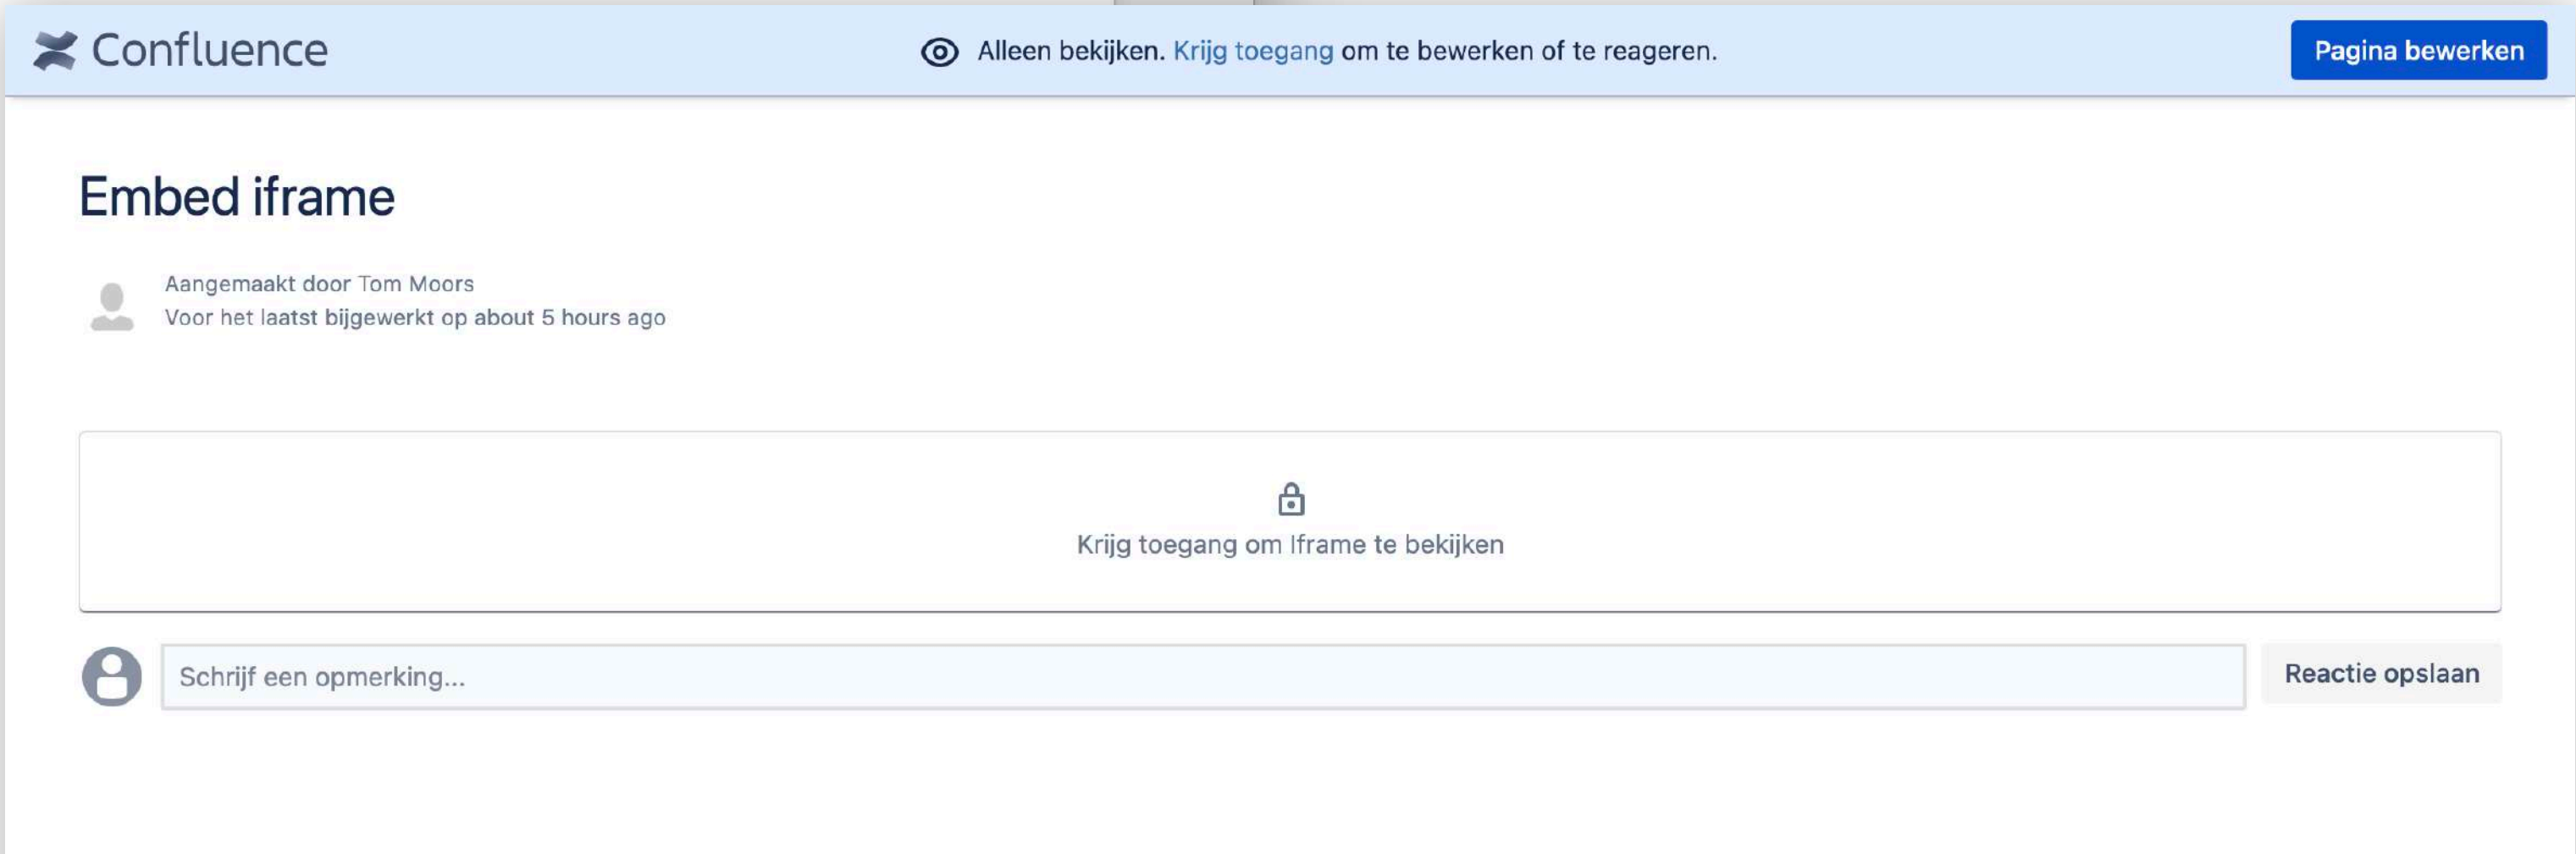 Confluence
Alleen bekijken. Krijg toegang om te bewerken of te reageren.
Pagina bewerken
Embed iframe
Aangemaakt door Tom Moors
Voor het laatst bijgewerkt op about 5 hours ago
Krijg toegang om Iframe te bekijken
Schrijf een opmerking...
Reactie opslaan